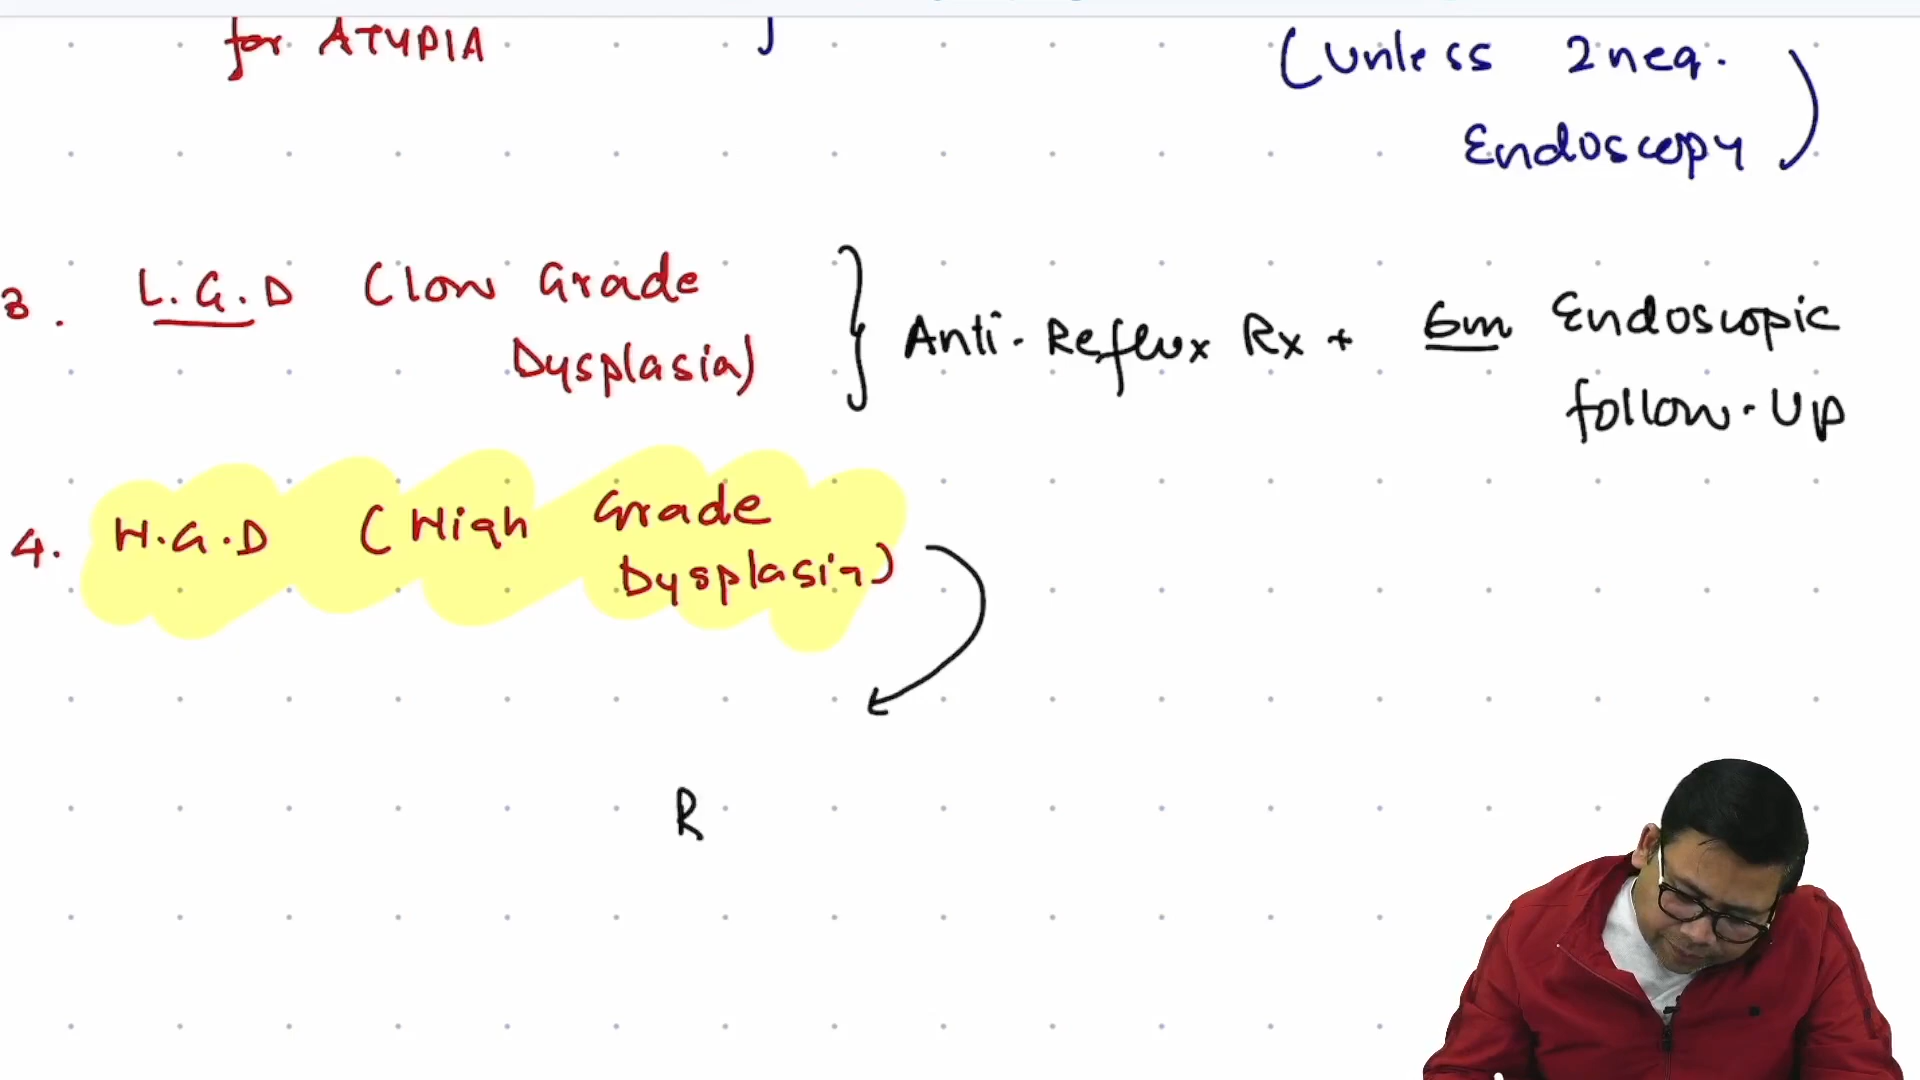 for ATYPIA
(Unless 2 neg.
Endoscopy)
3. L.G.D (Low Grade
Dysplasia)
Anti-Reflux Rx + 6m Endoscopic
follow-Up
4. H.G.D (High Grade
Dysplasia)
R